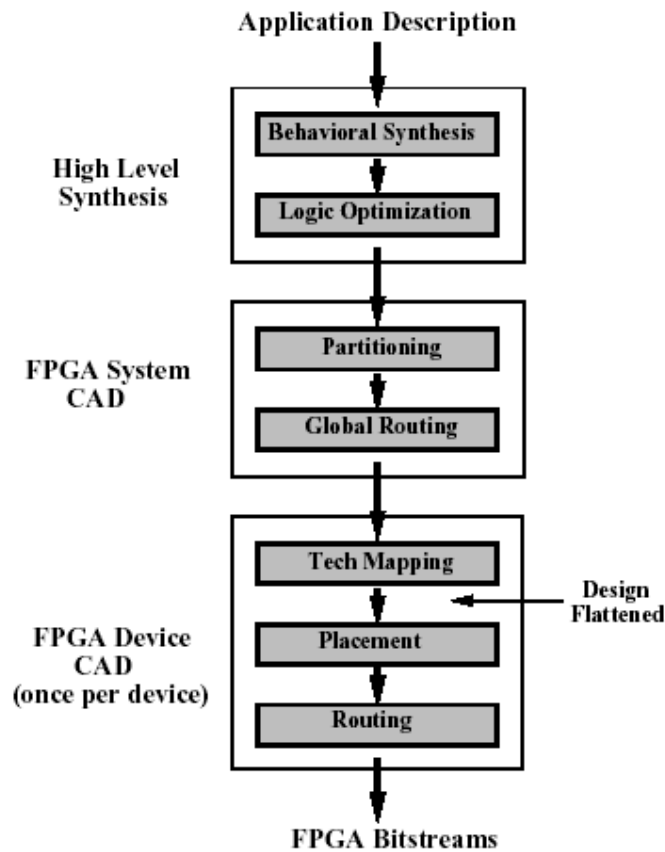 Application Description
High Level
Synthesis
Behavioral Synthesis
Logic Optimization
FPGA System
CAD
Partitioning
Global Routing
FPGA Device
CAD
(once per device)
Tech Mapping
Design
Flattened
Placement
Routing
FPGA Bitstreams